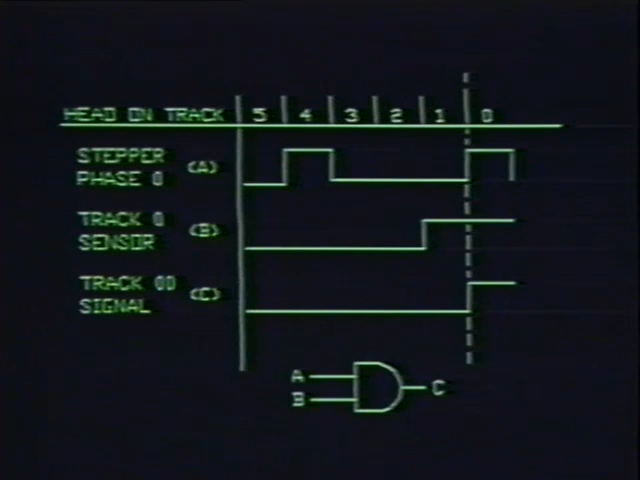 HEAD ON TRACK 5 4 3 2 1 0
STEPPER
PHASE 0 (A)
TRACK 0
SENSOR (B)
TRACK 00
SIGNAL (C)
A
B
C